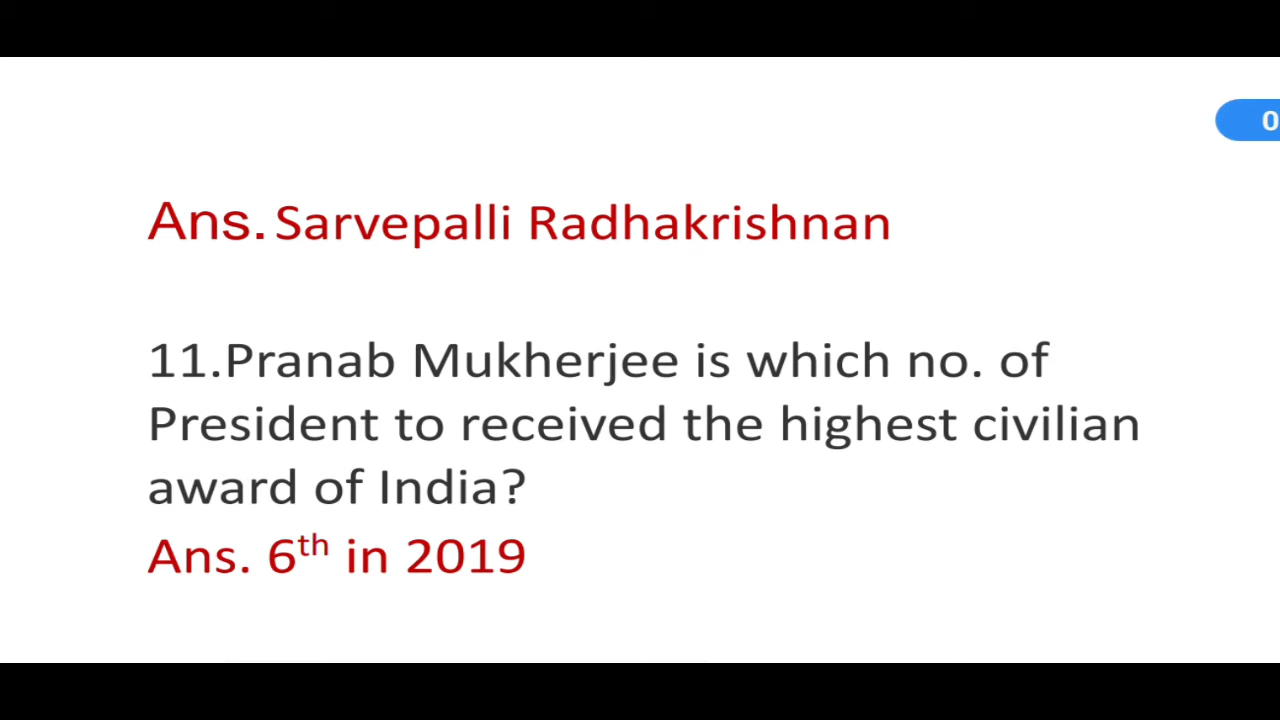 0
Ans. Sarvepalli Radhakrishnan
11.Pranab Mukherjee is which no. of
President to received the highest civilian
award of India?
Ans. 6th in 2019